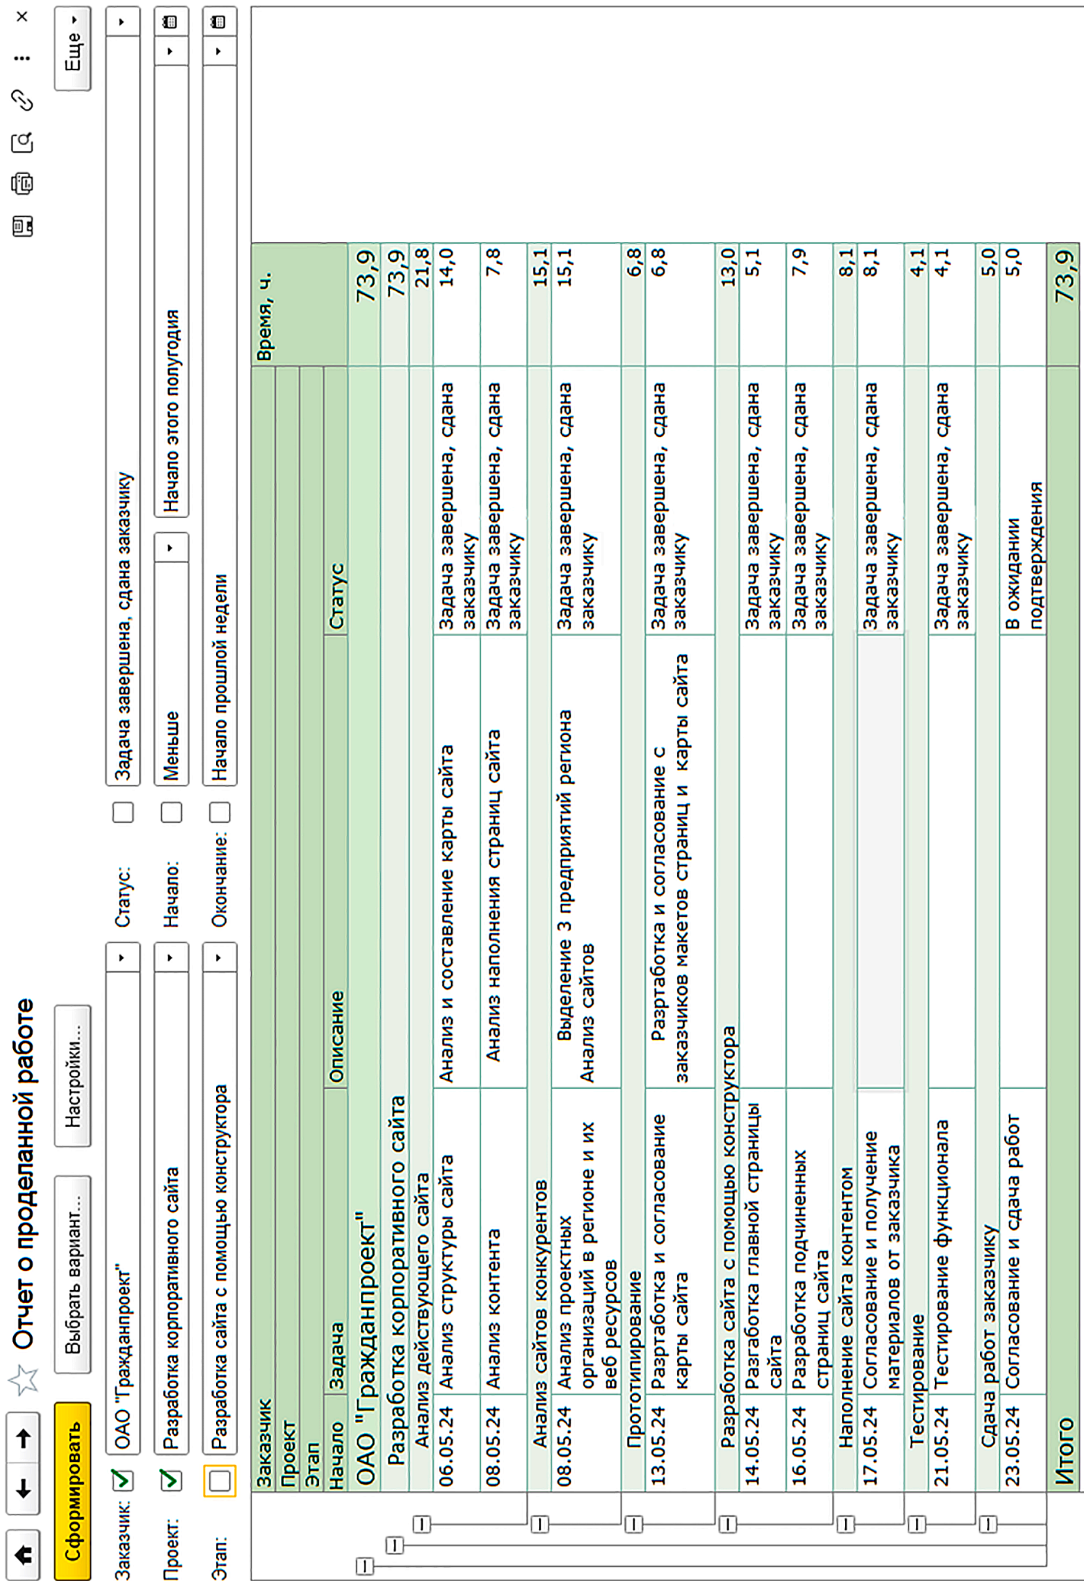 Отчет о проделанной работе
Сформировать
Выбрать вариант...
Настройки...
Еще
Заказчик: ОАО "Гражданпроект"
Статус: Задача завершена, сдана заказчику
Проект: Разработка корпоративного сайта
Начало: Меньше Начало этого полугодия
Этап: Разработка сайта с помощью конструктора
Окончание: Начало прошлой недели
Заказчик Время, ч.
Проект
Этап
Начало Задача Описание Статус
ОАО "Гражданпроект" 73,9
Разработка корпоративного сайта 73,9
Анализ действующего сайта 21,8
06.05.24 Анализ структуры сайта Анализ и составление карты сайта Задача завершена, сдана 14,0
заказчику
08.05.24 Анализ контента Анализ наполнения страниц сайта Задача завершена, сдана 7,8
заказчику
Анализ сайтов конкурентов 15,1
08.05.24 Анализ проектных Выделение 3 предприятий региона Задача завершена, сдана 15,1
организаций в регионе и их Анализ сайтов заказчику
веб ресурсов
Прототипирование 6,8
13.05.24 Разртаботка и согласование Разртаботка и согласование с Задача завершена, сдана 6,8
карты сайта заказчиков макетов страниц и карты сайта заказчику
Разработка сайта с помощью конструктора 13,0
14.05.24 Разработка главной страницы Задача завершена, сдана 5,1
сайта заказчику
16.05.24 Разработка подчиненных Задача завершена, сдана 7,9
страниц сайта заказчику
Наполнение сайта контентом 8,1
17.05.24 Согласование и получение Задача завершена, сдана 8,1
материалов от заказчика заказчику
Тестирование 4,1
21.05.24 Тестирование функционала Задача завершена, сдана 4,1
заказчику
Сдача работ заказчику 5,0
23.05.24 Согласование и сдача работ В ожидании 5,0
подтверждения
Итого 73,9